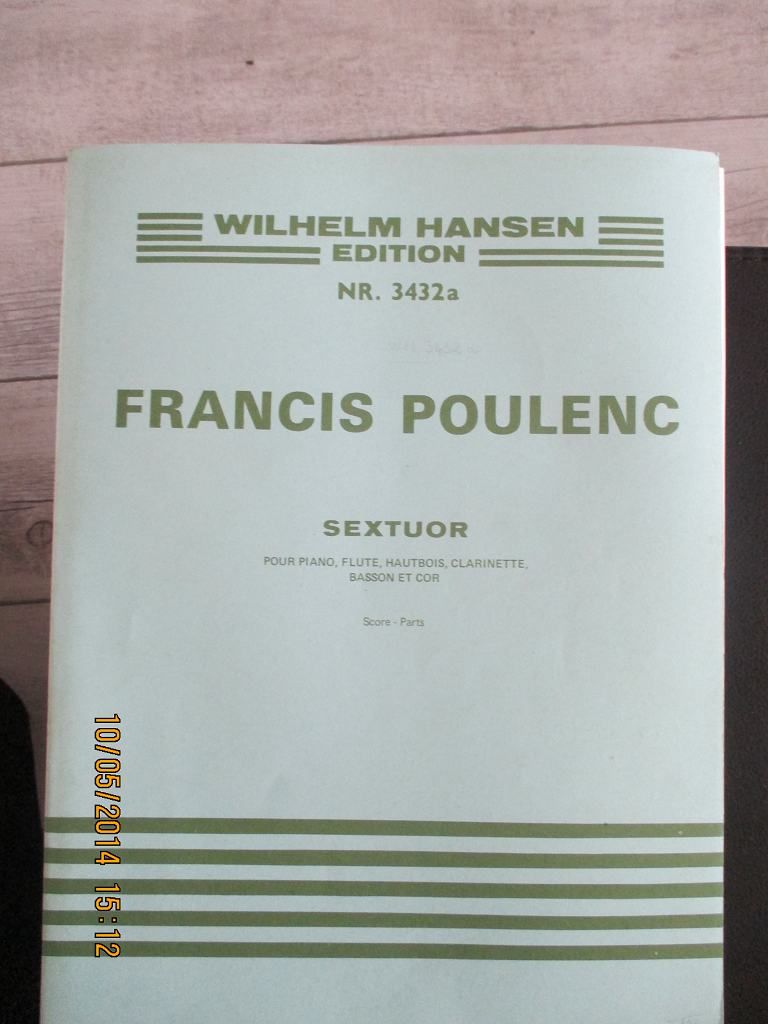 WILHELM HANSEN
EDITION
NR. 3432a
FRANCIS POULENC
SEXTUOR
POUR PIANO, FLUTE, HAUTBOIS, CLARINETTE,
BASSON ET COR
Score - Parts
10/05/2014 15:12